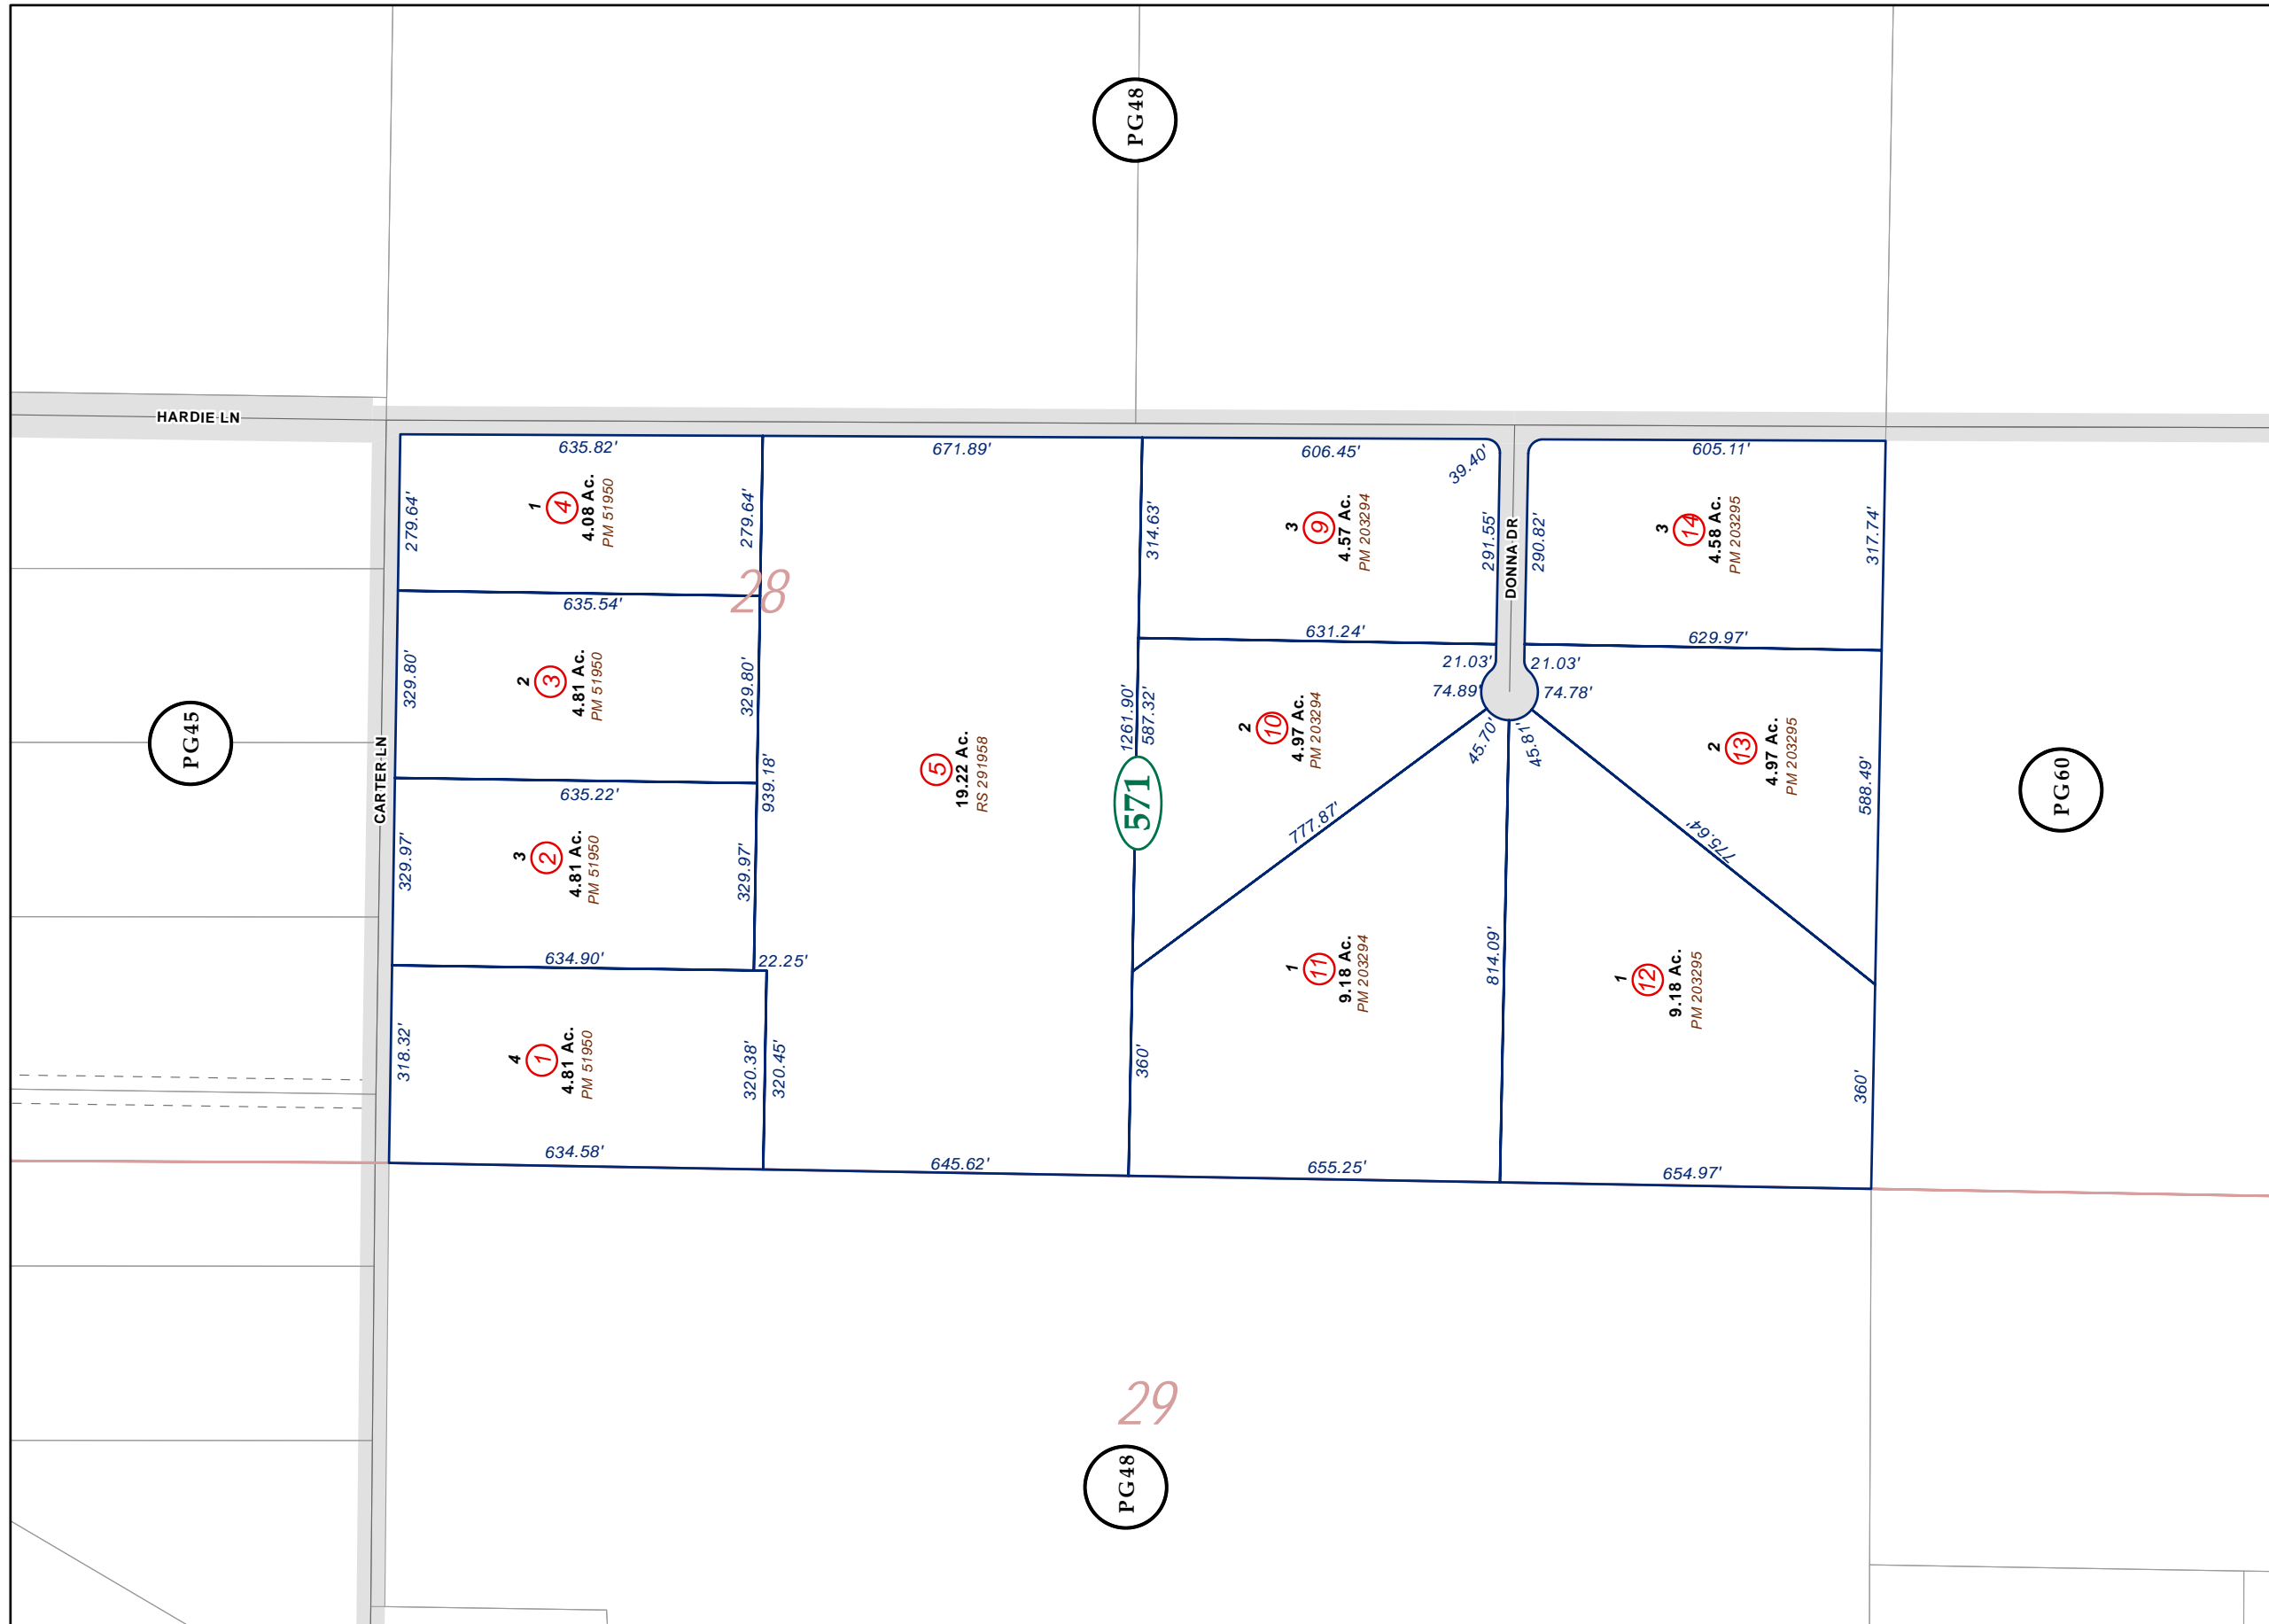 PG48
HARDIE LN
635.82'
671.89'
606.45'
39.40'
605.11'
279.64'
1
4
4.08 Ac.
PM 51950
279.64'
314.63'
3
9
4.57 Ac.
PM 203294
291.55'
DONNA DR
290.82'
3
14
4.58 Ac.
PM 203295
317.74'
28
635.54'
631.24'
629.97'
329.80'
2
3
4.81 Ac.
PM 51950
329.80'
21.03'
21.03'
74.89'
74.78'
45.70'
45.81'
PG45
CARTER LN
939.18'
5
19.22 Ac.
RS 291958
1261.90'
587.32'
571
2
10
4.97 Ac.
PM 203294
2
13
4.97 Ac.
PM 203295
588.49'
PG60
635.22'
777.87'
775.64'
329.97'
3
2
4.81 Ac.
PM 51950
329.97'
634.90'
22.25'
1
11
9.18 Ac.
PM 203294
814.09'
1
12
9.18 Ac.
PM 203295
318.32'
4
1
4.81 Ac.
PM 51950
320.38'
320.45'
360'
360'
634.58'
645.62'
655.25'
654.97'
29
PG48